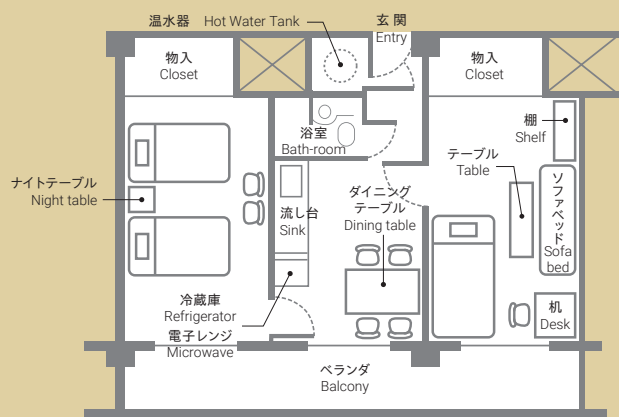 温水器 Hot Water Tank
玄 関
Entry
物入
Closet
物入
Closet
浴室
Bath-room
棚
Shelf
テーブル
Table
ナイトテーブル
Night table
流し台
Sink
ダイニング
テーブル
Dining table
ソファベッド
Sofa
bed
冷蔵庫
Refrigerator
電子レンジ
Microwave
机
Desk
ベランダ
Balcony